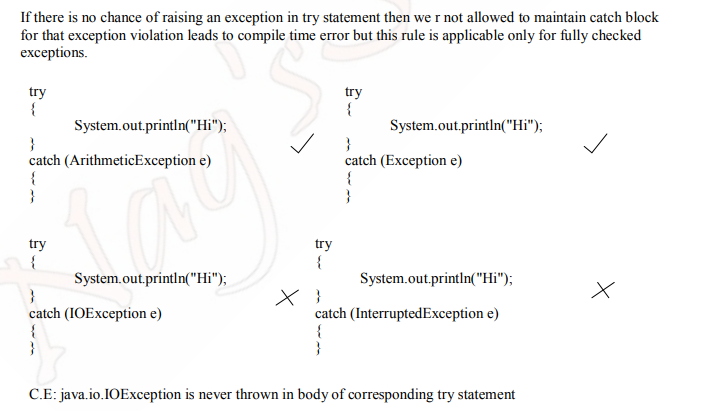 If there is no chance of raising an exception in try statement then we r not allowed to maintain catch block
for that exception violation leads to compile time error but this rule is applicable only for fully checked
exceptions.
try
{
System.out.println("Hi");
}
catch (ArithmeticException e)
{
}
try
{
System.out.println("Hi");
}
catch (Exception e)
{
}
try
{
System.out.println("Hi");
}
catch (IOException e)
{
}
try
{
System.out.println("Hi");
}
catch (InterruptedException e)
{
}
C.E: java.io.IOException is never thrown in body of corresponding try statement
Nag's